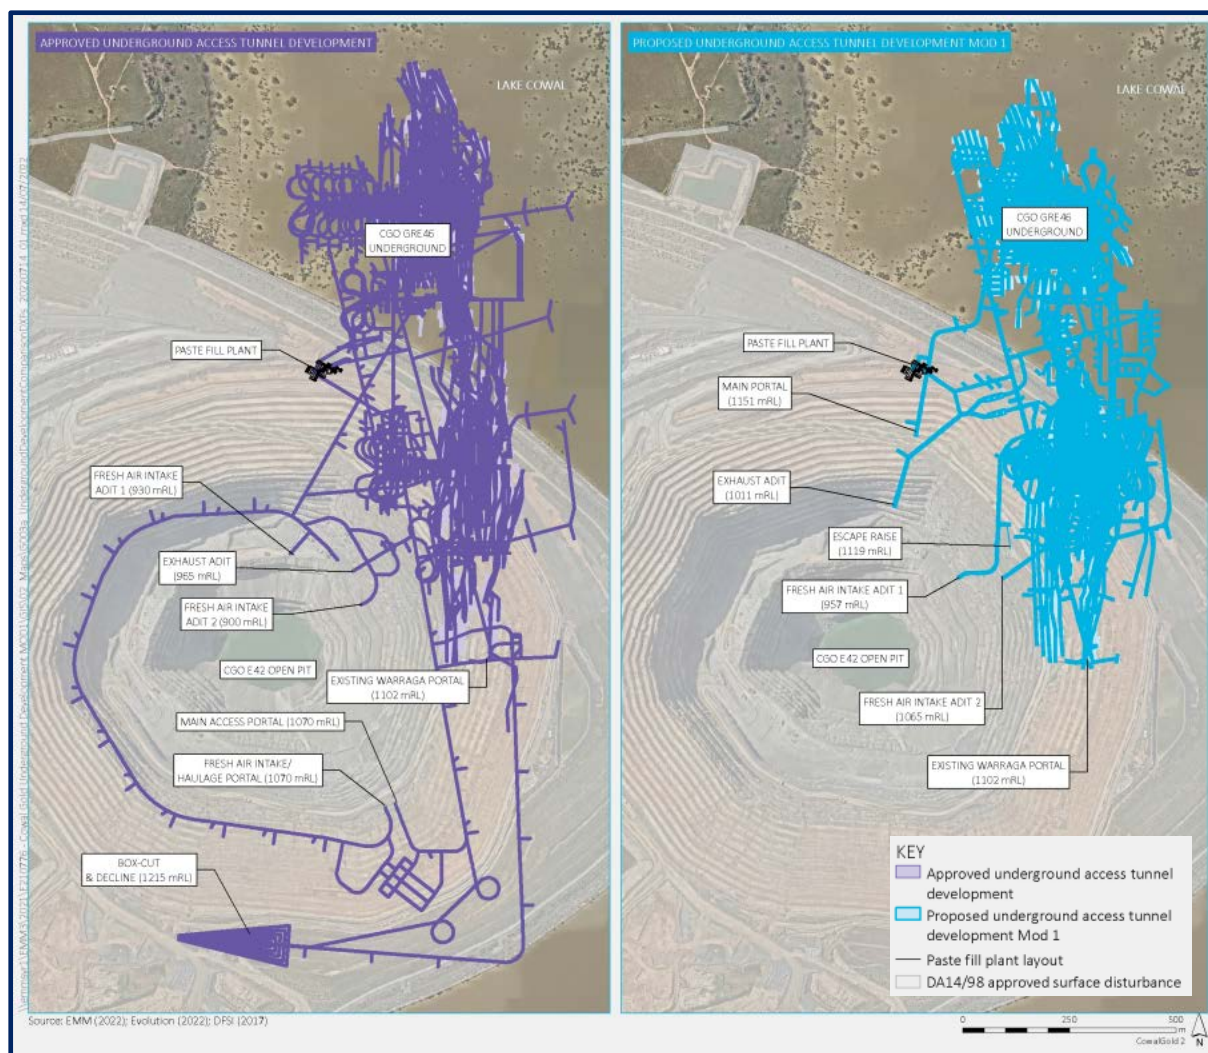 APPROVED UNDERGROUND ACCESS TUNNEL DEVELOPMENT
LAKE COWAL
CGO GRE46
UNDERGROUND
PASTE FILL PLANT
FRESH AIR INTAKE
ADIT 1 (930 mRL)
EXHAUST ADIT
(965 mRL)
FRESH AIR INTAKE
ADIT 2 (900 mRL)
CGO E42 OPEN PIT
EXISTING WARRAGA PORTAL
(1102 mRL)
MAIN ACCESS PORTAL (1070 mRL)
FRESH AIR INTAKE/
HAULAGE PORTAL (1070 mRL)
BOX-CUT
& DECLINE (1215 mRL)
PROPOSED UNDERGROUND ACCESS TUNNEL DEVELOPMENT MOD 1
LAKE COWAL
CGO GRE46
UNDERGROUND
PASTE FILL PLANT
MAIN PORTAL
(1151 mRL)
EXHAUST ADIT
(1011 mRL)
ESCAPE RAISE
(1119 mRL)
FRESH AIR INTAKE ADIT 1
(957 mRL)
CGO E42 OPEN PIT
FRESH AIR INTAKE ADIT 2
(1065 mRL)
EXISTING WARRAGA PORTAL
(1102 mRL)
KEY
Approved underground access tunnel
development
Proposed underground access tunnel
development Mod 1
Paste fill plant layout
DA14/98 approved surface disturbance
Source: EMM (2022); Evolution (2022); DFSI (2017)
0 250 500
m
CowalGold 2
N